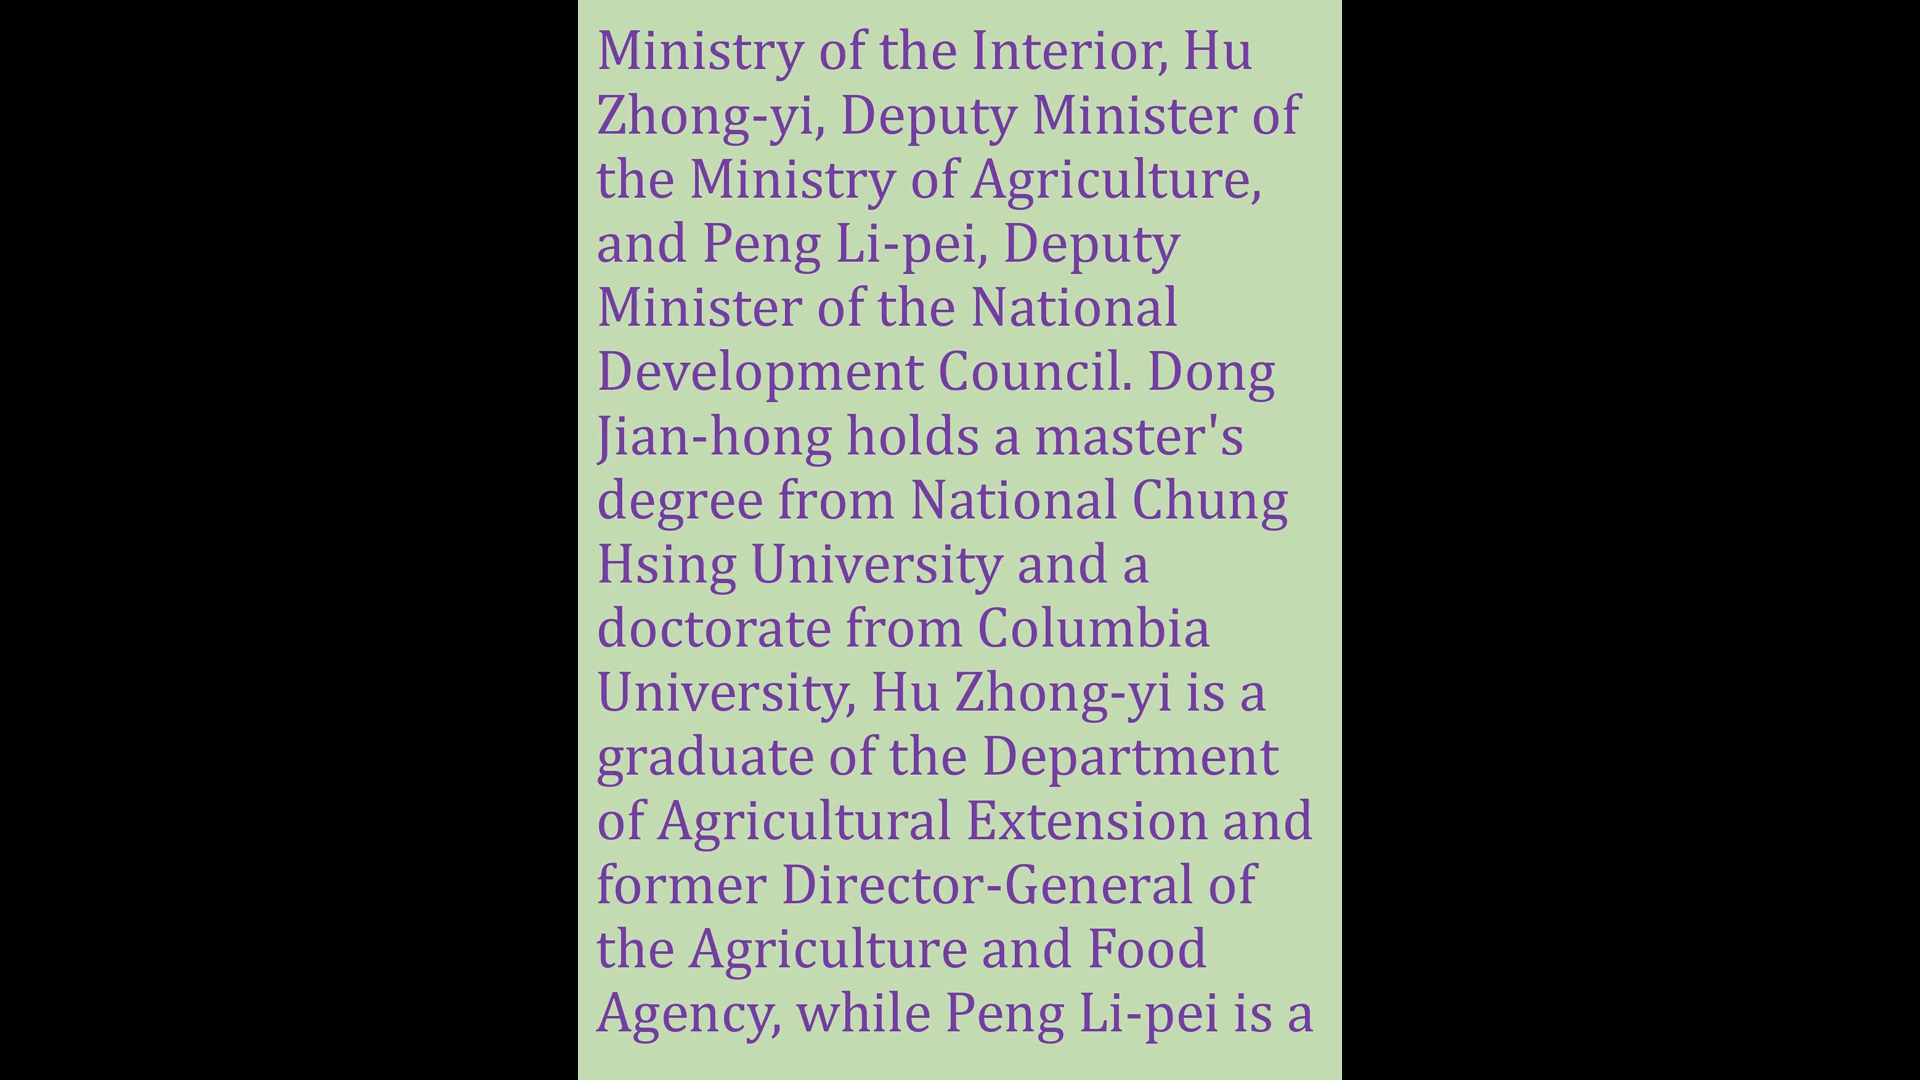 Ministry of the Interior, Hu
Zhong-yi, Deputy Minister of
the Ministry of Agriculture,
and Peng Li-pei, Deputy
Minister of the National
Development Council. Dong
Jian-hong holds a master's
degree from National Chung
Hsing University and a
doctorate from Columbia
University, Hu Zhong-yi is a
graduate of the Department
of Agricultural Extension and
former Director-General of
the Agriculture and Food
Agency, while Peng Li-pei is a